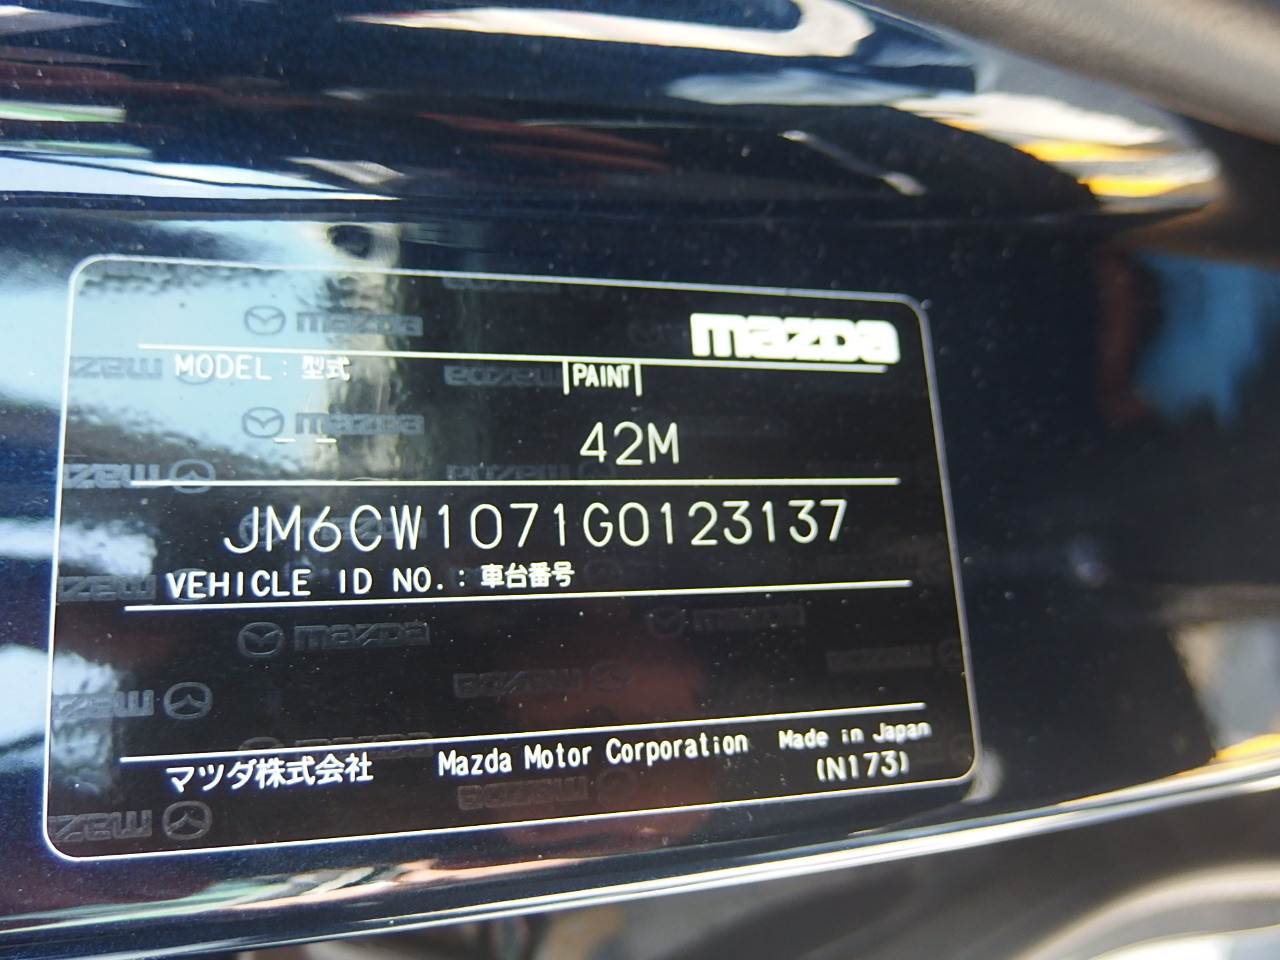 mazda
MODEL : 型式
PAINT
42M
JM6CW1071G0123137
VEHICLE ID NO. : 車台番号
マツダ株式会社 Mazda Motor Corporation Made in Japan
(N173)